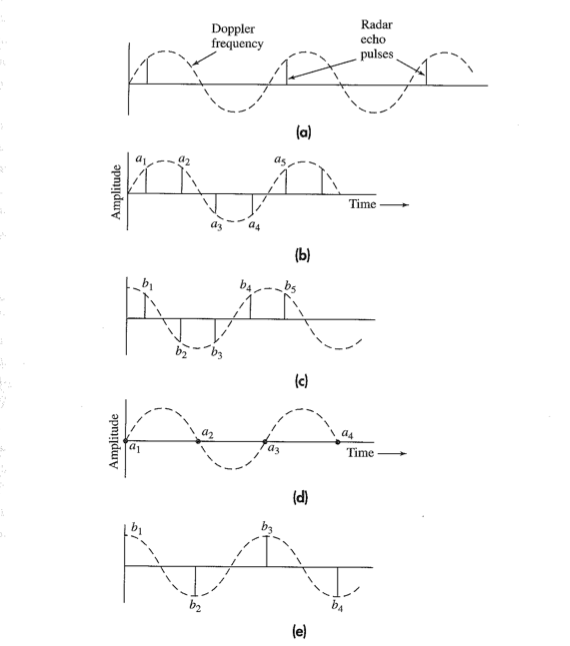 Doppler
frequency
Radar
echo
pulses
(a)
Amplitude
a1
a2
a3
a4
a5
Time
(b)
b1
b2
b3
b4
b5
(c)
Amplitude
a1
a2
a3
a4
Time
(d)
b1
b2
b3
b4
(e)